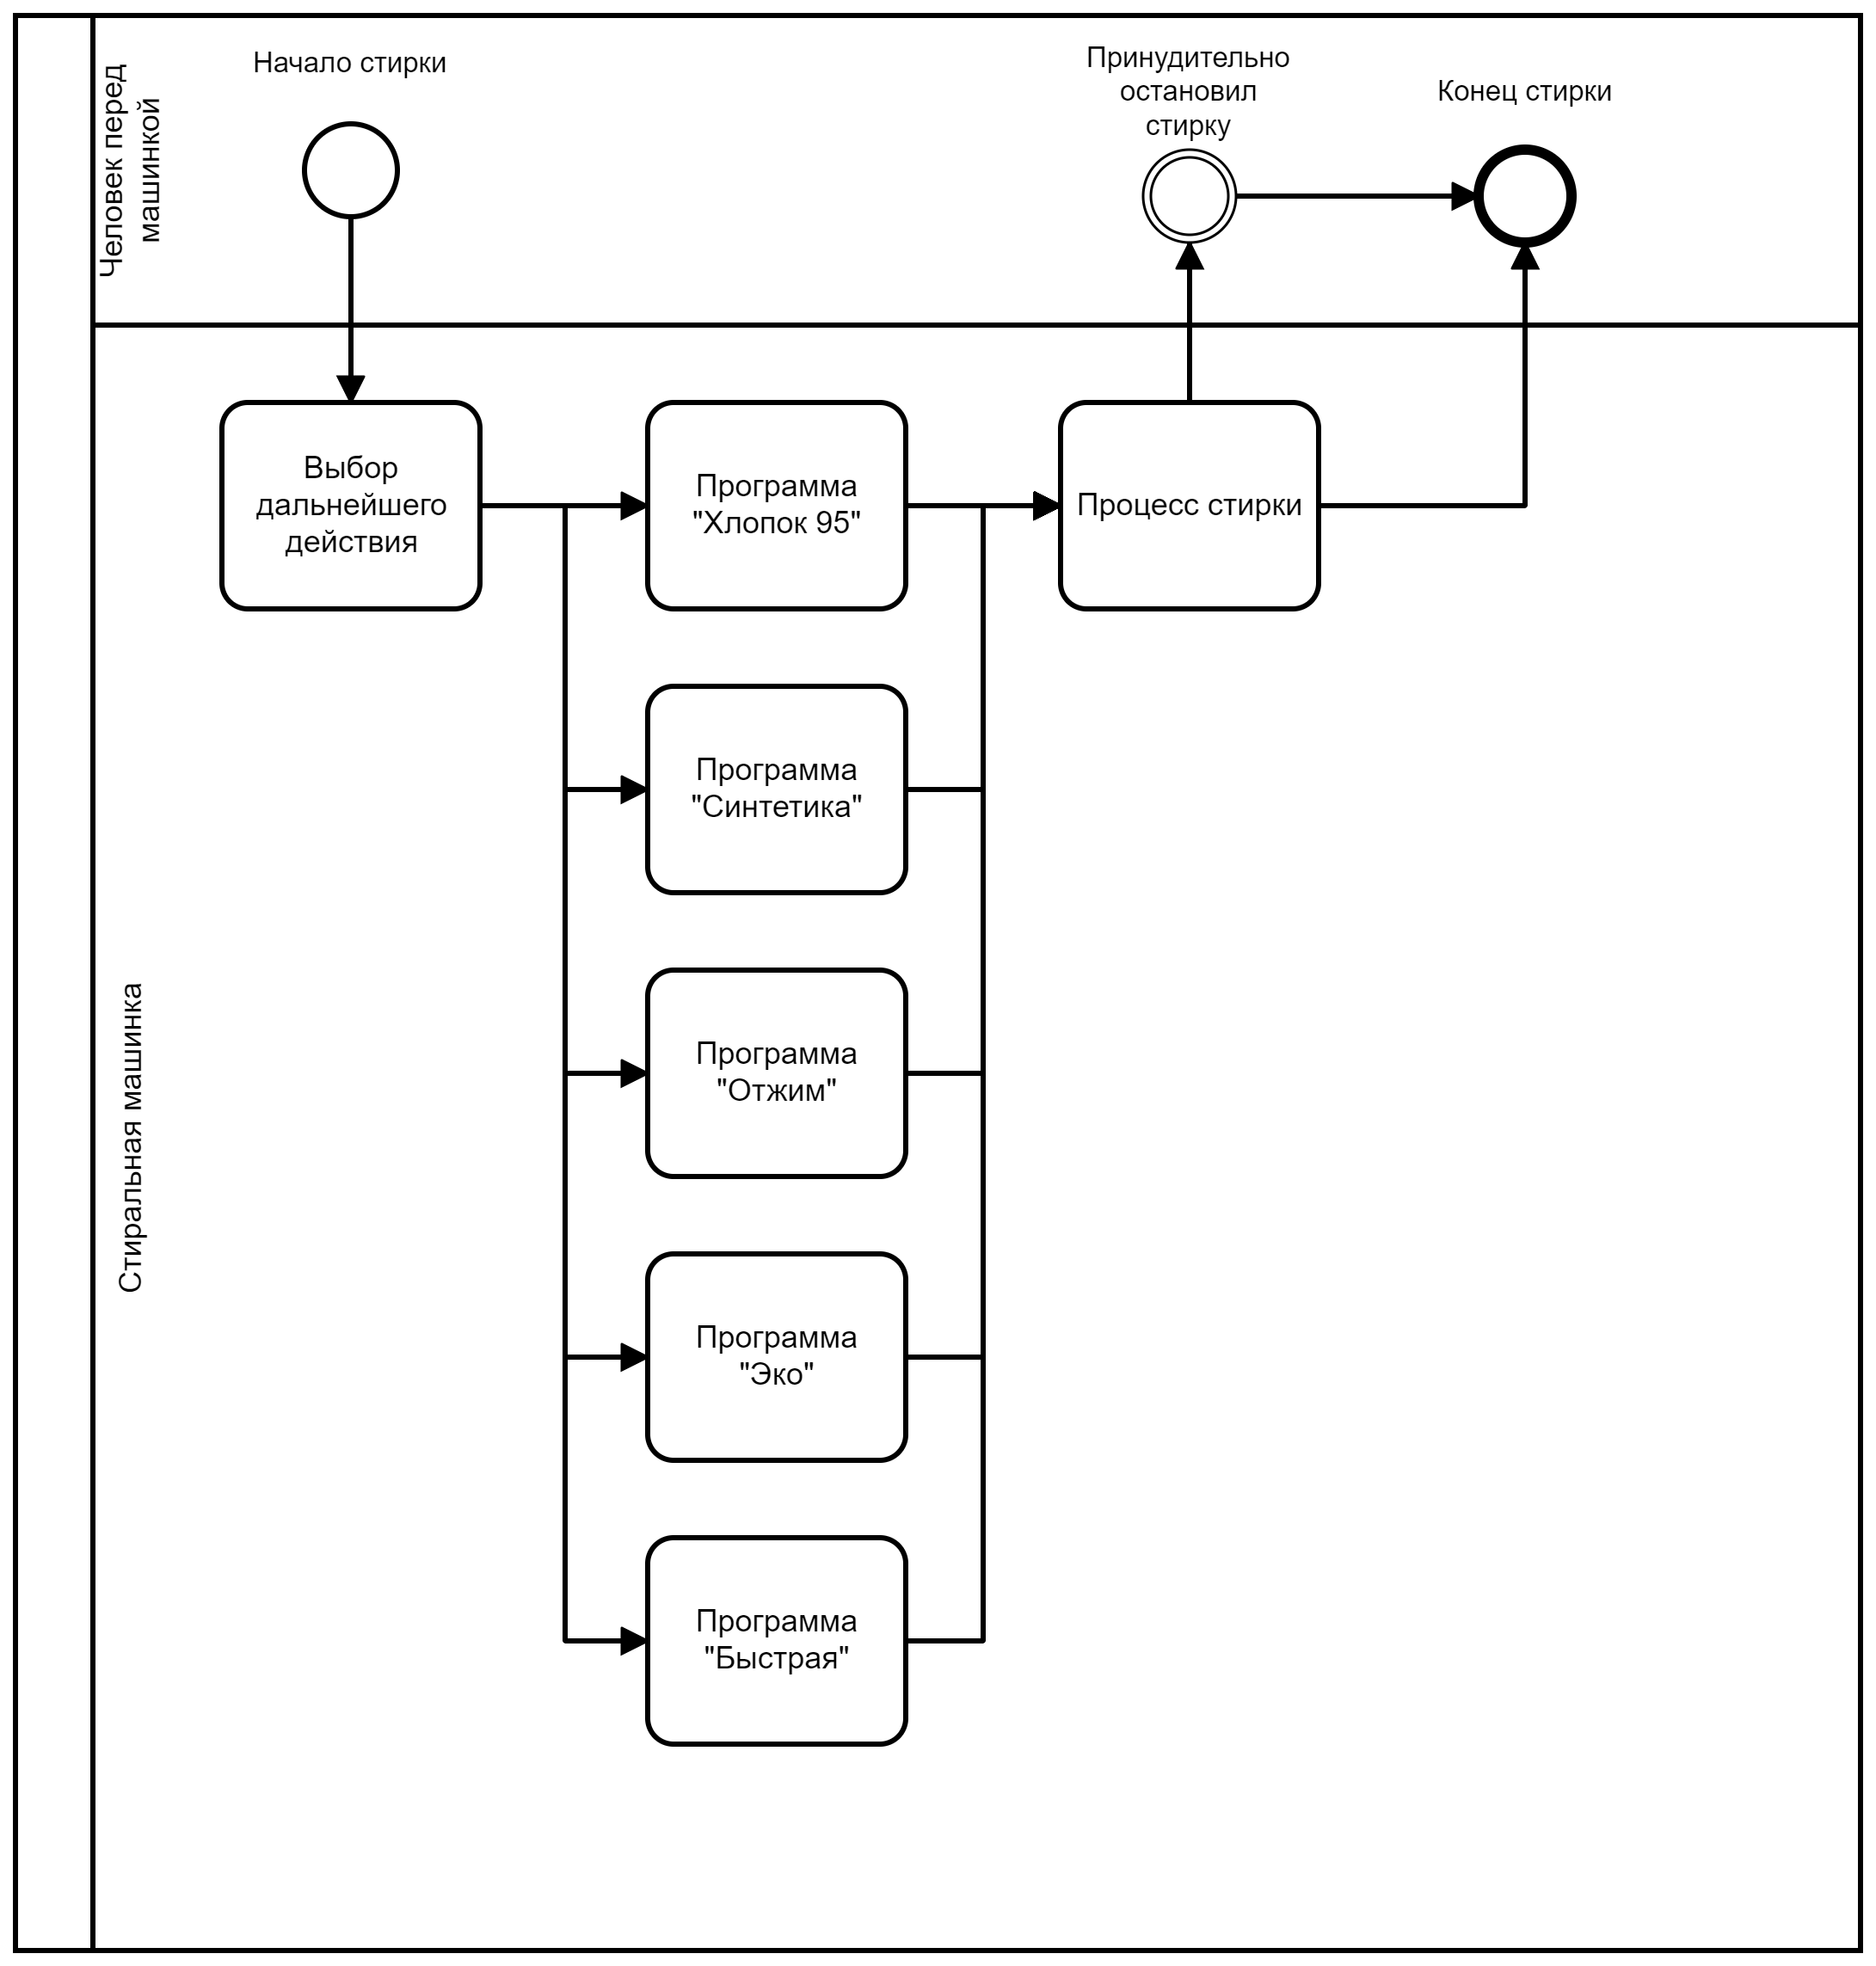 Человек перед
машинкой
Начало стирки
Принудительно
остановил
стирку
Конец стирки
Стиральная машинка
Выбор
дальнейшего
действия
Программа
"Хлопок 95"
Процесс стирки
Программа
"Синтетика"
Программа
"Отжим"
Программа
"Эко"
Программа
"Быстрая"